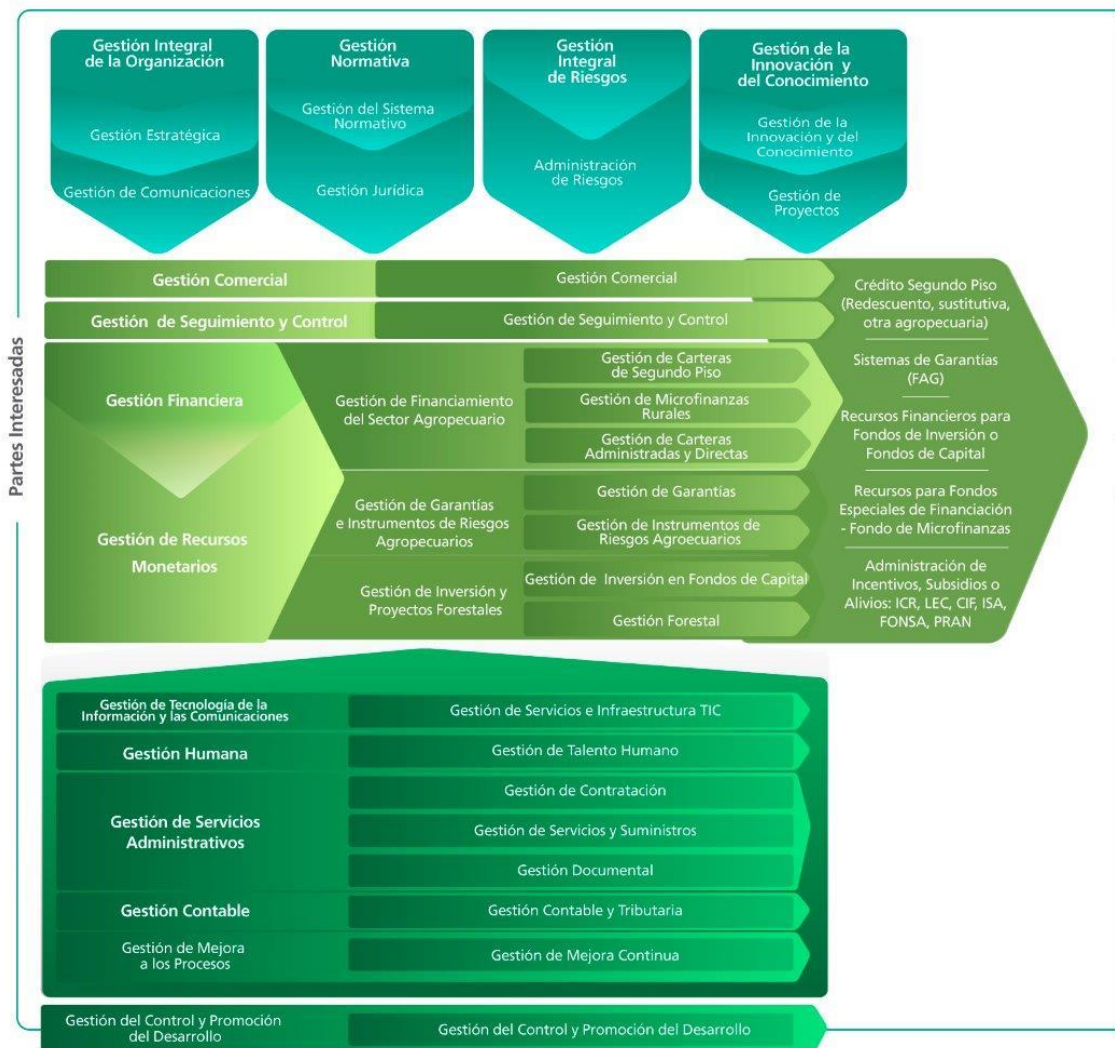 Gestión Integral
de la Organización
Gestión Estratégica
Gestión de Comunicaciones
Gestión
Normativa
Gestión del Sistema
Normativo
Gestión Jurídica
Gestión
Integral
de Riesgos
Administración
de Riesgos
Gestión de la
Innovación y
del Conocimiento
Gestión de la
Innovación y del
Conocimiento
Gestión de
Proyectos
Partes Interesadas
Gestión Comercial
Gestión Comercial
Gestión de Seguimiento y Control
Gestión de Seguimiento y Control
Gestión Financiera
Gestión de Recursos
Monetarios
Gestión de Financiamiento
del Sector Agropecuario
Gestión de Carteras
de Segundo Piso
Gestión de Microfinanzas
Rurales
Gestión de Carteras
Administradas y Directas
Gestión de Garantías
e Instrumentos de Riesgos
Agropecuarios
Gestión de Garantías
Gestión de Instrumentos de
Riesgos Agroecuarios
Gestión de Inversión y
Proyectos Forestales
Gestión de Inversión en Fondos de Capital
Gestión Forestal
Crédito Segundo Piso
(Redescuento, sustitutiva,
otra agropecuaria)
Sistemas de Garantías
(FAG)
Recursos Financieros para
Fondos de Inversión o
Fondos de Capital
Recursos para Fondos
Especiales de Financiación
- Fondo de Microfinanzas
Administración de
Incentivos, Subsidios o
Alivios: ICR, LEC, CIF, ISA,
FONSA, PRAN
Gestión de Tecnología de la
Información y las Comunicaciones
Gestión de Servicios e Infraestructura TIC
Gestión Humana
Gestión de Talento Humano
Gestión de Servicios
Administrativos
Gestión de Contratación
Gestión de Servicios y Suministros
Gestión Documental
Gestión Contable
Gestión Contable y Tributaria
Gestión de Mejora
a los Procesos
Gestión de Mejora Continua
Gestión del Control y Promoción
del Desarrollo
Gestión del Control y Promoción del Desarrollo